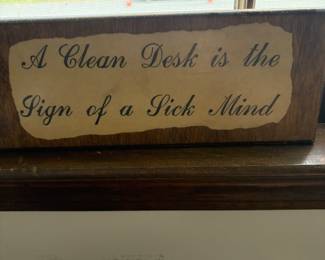 A Clean Desk is the
Sign of a Sick Mind